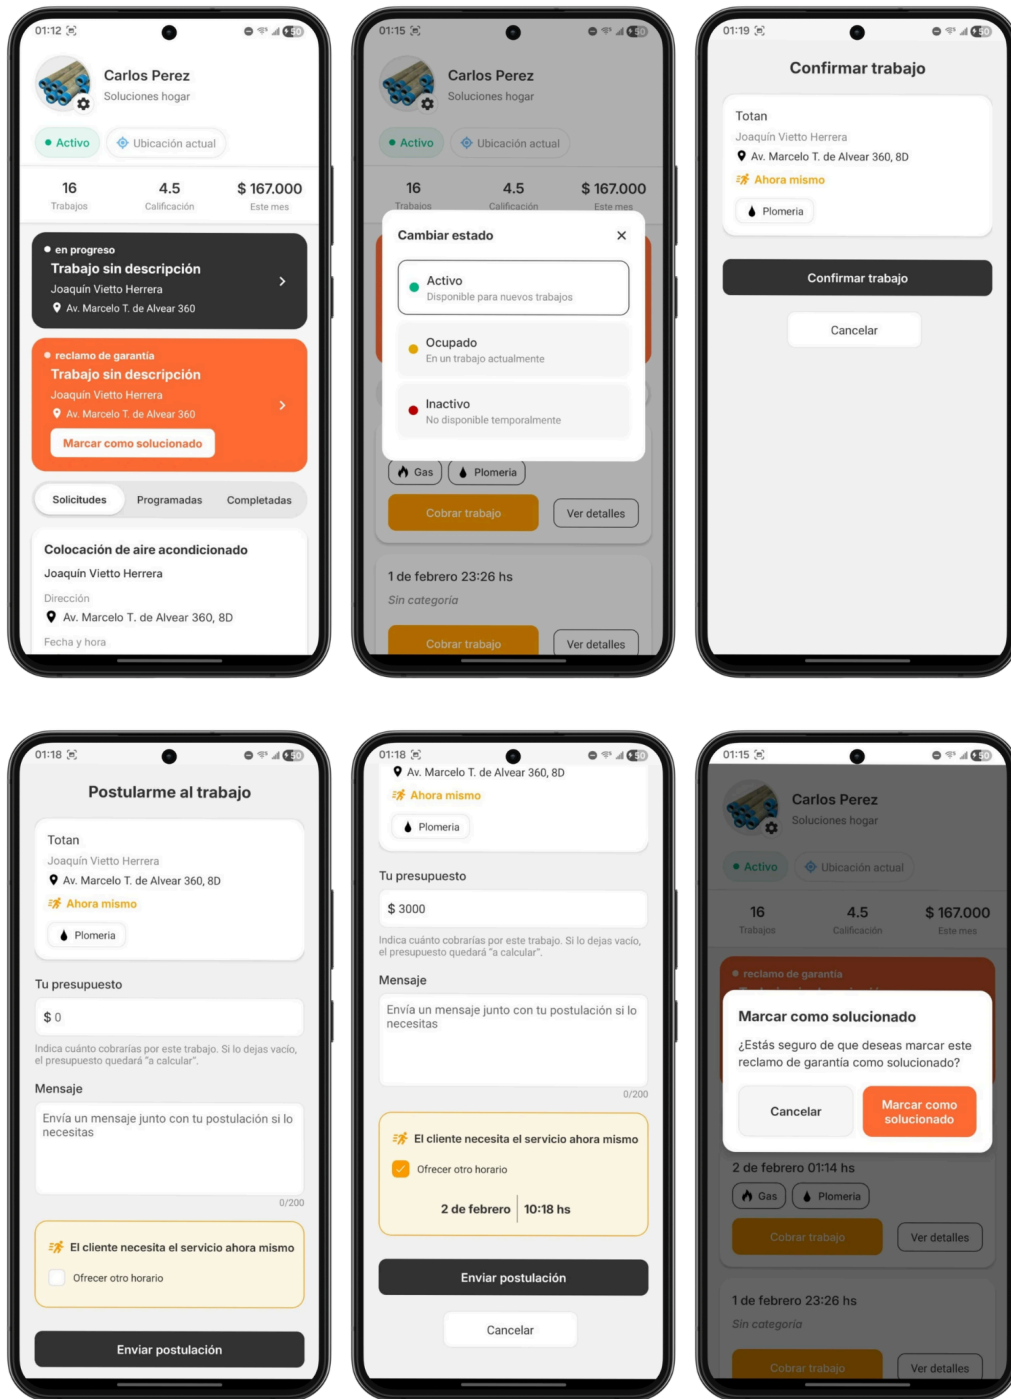 01:12
Carlos Perez
Soluciones hogar
Activo
Ubicación actual
16
4.5
$ 167.000
Trabajos
Calificación
Este mes
en progreso
Trabajo sin descripción
Joaquín Vietto Herrera
Av. Marcelo T. de Alvear 360
reclamo de garantía
Trabajo sin descripción
Joaquín Vietto Herrera
Av. Marcelo T. de Alvear 360
Marcar como solucionado
Solicitudes
Programadas
Completadas
Colocación de aire acondicionado
Joaquín Vietto Herrera
Dirección
Av. Marcelo T. de Alvear 360, 8D
Fecha y hora
01:15
Carlos Perez
Soluciones hogar
Activo
Ubicación actual
16
4.5
$ 167.000
Trabajos
Calificación
Este mes
Cambiar estado
Activo
Disponible para nuevos trabajos
Ocupado
En un trabajo actualmente
Inactivo
No disponible temporalmente
Gas
Plomeria
Cobrar trabajo
Ver detalles
1 de febrero 23:26 hs
Sin categoría
Cobrar trabajo
Ver detalles
01:19
Confirmar trabajo
Totan
Joaquín Vietto Herrera
Av. Marcelo T. de Alvear 360, 8D
Ahora mismo
Plomeria
Confirmar trabajo
Cancelar
01:18
Postularme al trabajo
Totan
Joaquín Vietto Herrera
Av. Marcelo T. de Alvear 360, 8D
Ahora mismo
Plomeria
Tu presupuesto
$ 0
Indica cuánto cobrarías por este trabajo. Si lo dejas vacío,
el presupuesto quedará "a calcular".
Mensaje
Envía un mensaje junto con tu postulación si lo
necesitas
0/200
El cliente necesita el servicio ahora mismo
Ofrecer otro horario
Enviar postulación
01:18
Av. Marcelo T. de Alvear 360, 8D
Ahora mismo
Plomeria
Tu presupuesto
$ 3000
Indica cuánto cobrarías por este trabajo. Si lo dejas vacío,
el presupuesto quedará "a calcular".
Mensaje
Envía un mensaje junto con tu postulación si lo
necesitas
0/200
El cliente necesita el servicio ahora mismo
Ofrecer otro horario
2 de febrero
10:18 hs
Enviar postulación
Cancelar
01:15
Carlos Perez
Soluciones hogar
Activo
Ubicación actual
16
4.5
$ 167.000
Trabajos
Calificación
Este mes
reclamo de garantía
Marcar como solucionado
¿Estás seguro de que deseas marcar este
reclamo de garantía como solucionado?
Cancelar
Marcar como
solucionado
2 de febrero 01:14 hs
Gas
Plomeria
Cobrar trabajo
Ver detalles
1 de febrero 23:26 hs
Sin categoría
Cobrar trabajo
Ver detalles